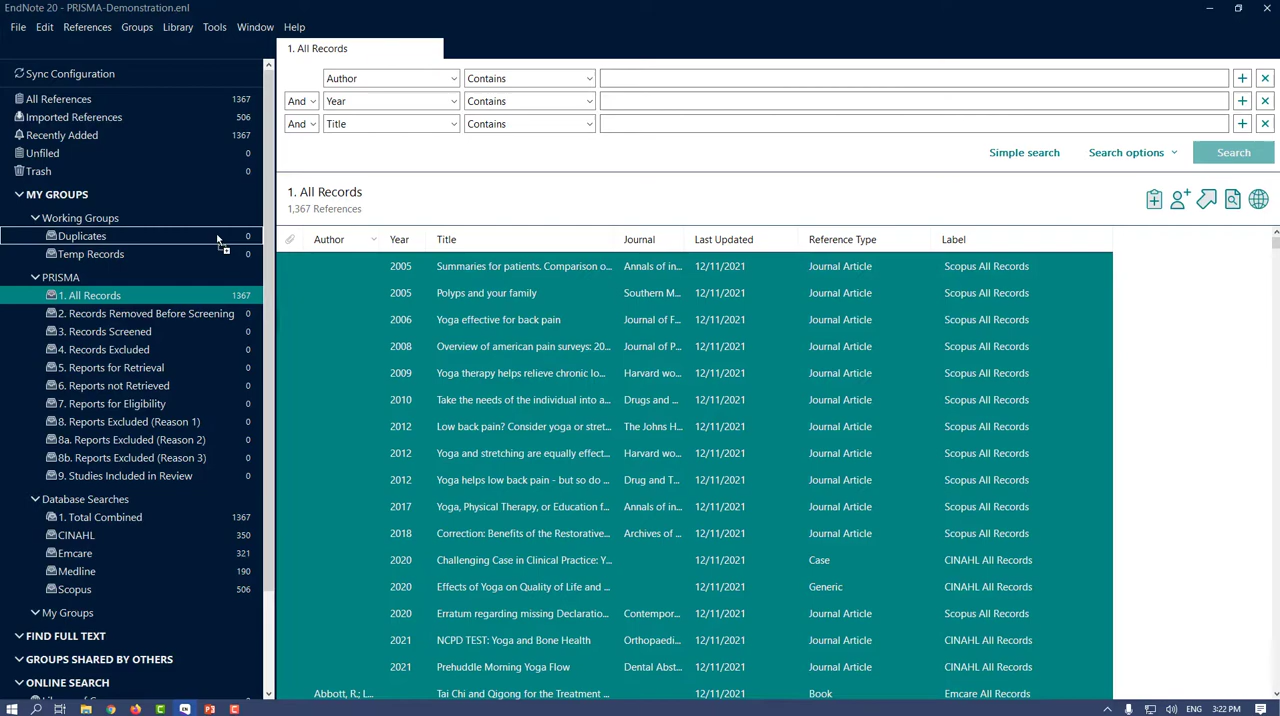 EndNote 20 - PRISMA-Demonstration.enl
File Edit References Groups Library Tools Window Help
1. All Records
Sync Configuration
All References 1367
Imported References 506
Recently Added 1367
Unfiled 0
Trash 0
MY GROUPS
Working Groups
Duplicates 0
Temp Records 0
PRISMA
1. All Records 1367
2. Records Removed Before Screening 0
3. Records Screened 0
4. Records Excluded 0
5. Reports for Retrieval 0
6. Reports not Retrieved 0
7. Reports for Eligibility 0
8. Reports Excluded (Reason 1) 0
8a. Reports Excluded (Reason 2) 0
8b. Reports Excluded (Reason 3) 0
9. Studies Included in Review 0
Database Searches
1. Total Combined 1367
CINAHL 350
Emcare 321
Medline 190
Scopus 506
My Groups
FIND FULL TEXT
GROUPS SHARED BY OTHERS
ONLINE SEARCH
Author Contains
And Year Contains
And Title Contains
Simple search Search options Search
1. All Records
1,367 References
Author Year Title Journal Last Updated Reference Type Label
2005 Summaries for patients. Comparison o... Annals of in... 12/11/2021 Journal Article Scopus All Records
2005 Polyps and your family Southern M... 12/11/2021 Journal Article Scopus All Records
2006 Yoga effective for back pain Journal of F... 12/11/2021 Journal Article Scopus All Records
2008 Overview of american pain surveys: 20... Journal of P... 12/11/2021 Journal Article Scopus All Records
2009 Yoga therapy helps relieve chronic lo... Harvard wo... 12/11/2021 Journal Article Scopus All Records
2010 Take the needs of the individual into a... Drugs and ... 12/11/2021 Journal Article Scopus All Records
2012 Low back pain? Consider yoga or stret... The Johns H... 12/11/2021 Journal Article Scopus All Records
2012 Yoga and stretching are equally effect... Harvard wo... 12/11/2021 Journal Article Scopus All Records
2012 Yoga helps low back pain - but so do ... Drug and T... 12/11/2021 Journal Article Scopus All Records
2017 Yoga, Physical Therapy, or Education f... Annals of in... 12/11/2021 Journal Article Scopus All Records
2018 Correction: Benefits of the Restorative... Archives of ... 12/11/2021 Journal Article Scopus All Records
2020 Challenging Case in Clinical Practice: Y... 12/11/2021 Case CINAHL All Records
2020 Effects of Yoga on Quality of Life and ... 12/11/2021 Generic CINAHL All Records
2020 Erratum regarding missing Declaratio... Contempor... 12/11/2021 Journal Article Scopus All Records
2021 NCPD TEST: Yoga and Bone Health Orthopaedi... 12/11/2021 Journal Article CINAHL All Records
2021 Prehuddle Morning Yoga Flow Dental Abst... 12/11/2021 Journal Article CINAHL All Records
Abbott, R.; L... Tai Chi and Qigong for the Treatment ... 12/11/2021 Book Emcare All Records
ENG 3:22 PM